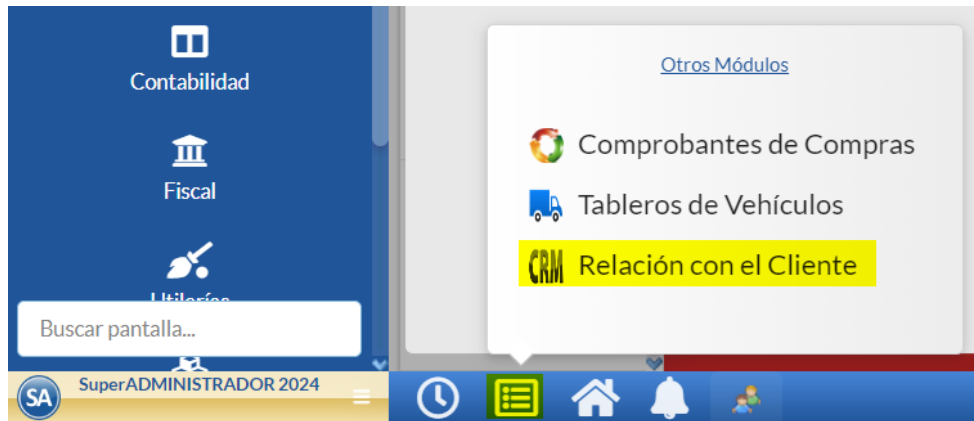 Contabilidad
Fiscal
Utilerías
Buscar pantalla...
SA
SuperADMINISTRADOR 2024
Otros Módulos
Comprobantes de Compras
Tableros de Vehículos
CRM Relación con el Cliente